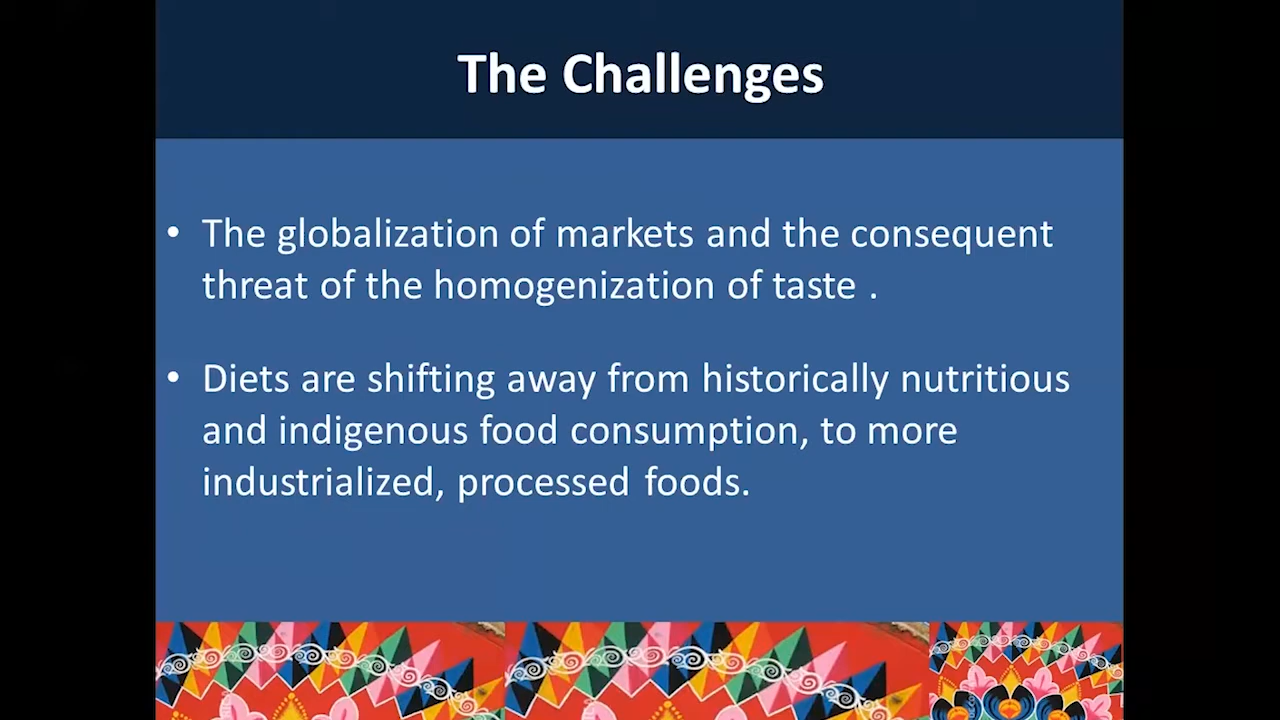 The Challenges
• The globalization of markets and the consequent
threat of the homogenization of taste .
• Diets are shifting away from historically nutritious
and indigenous food consumption, to more
industrialized, processed foods.